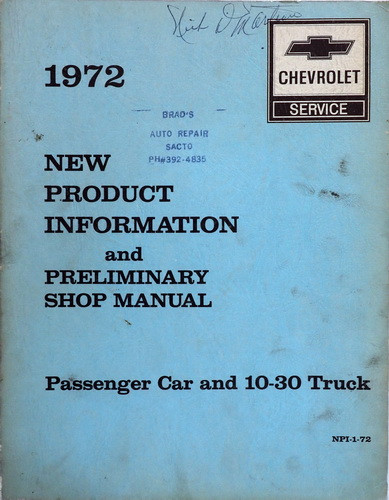 CHEVROLET
SERVICE
1972
BRAD'S
AUTO REPAIR
SACTO
PH#392-4835
NEW
PRODUCT
INFORMATION
and
PRELIMINARY
SHOP MANUAL
Passenger Car and 10-30 Truck
NPI-1-72